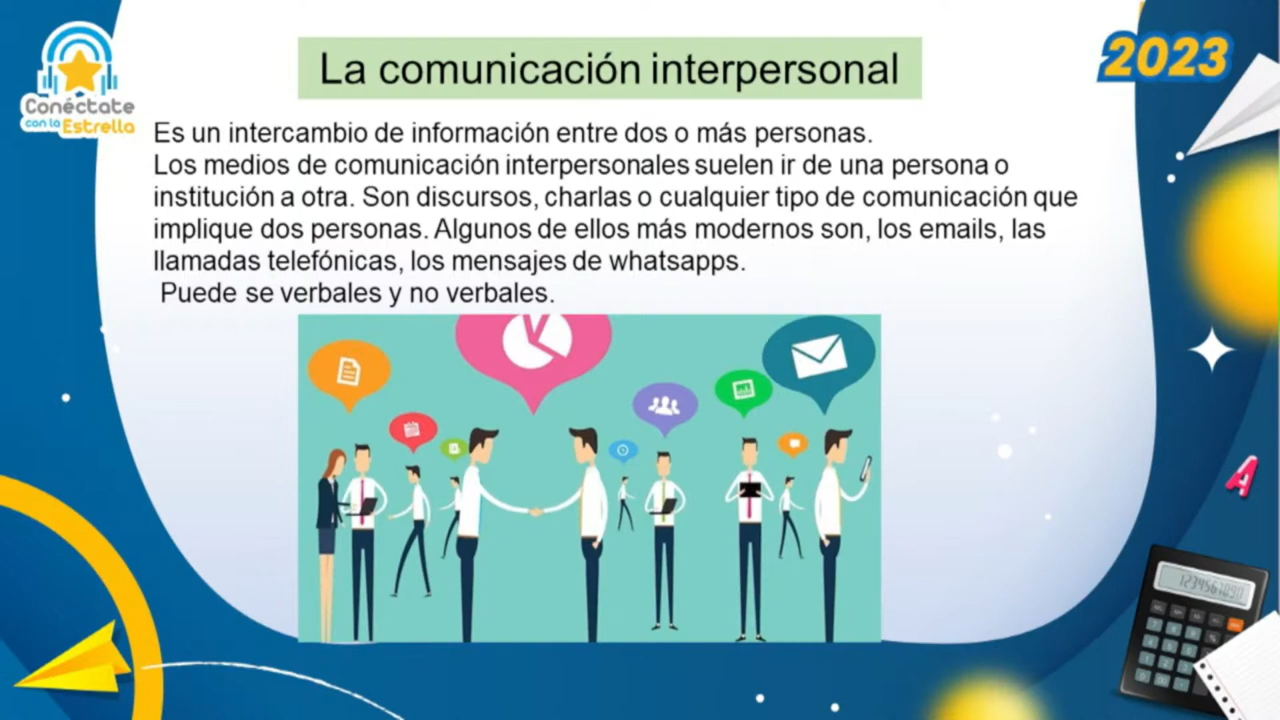 Conéctate
con la Estrella
2023
La comunicación interpersonal
Es un intercambio de información entre dos o más personas.
Los medios de comunicación interpersonales suelen ir de una persona o
institución a otra. Son discursos, charlas o cualquier tipo de comunicación que
implique dos personas. Algunos de ellos más modernos son, los emails, las
llamadas telefónicas, los mensajes de whatsapps.
Puede se verbales y no verbales.
A